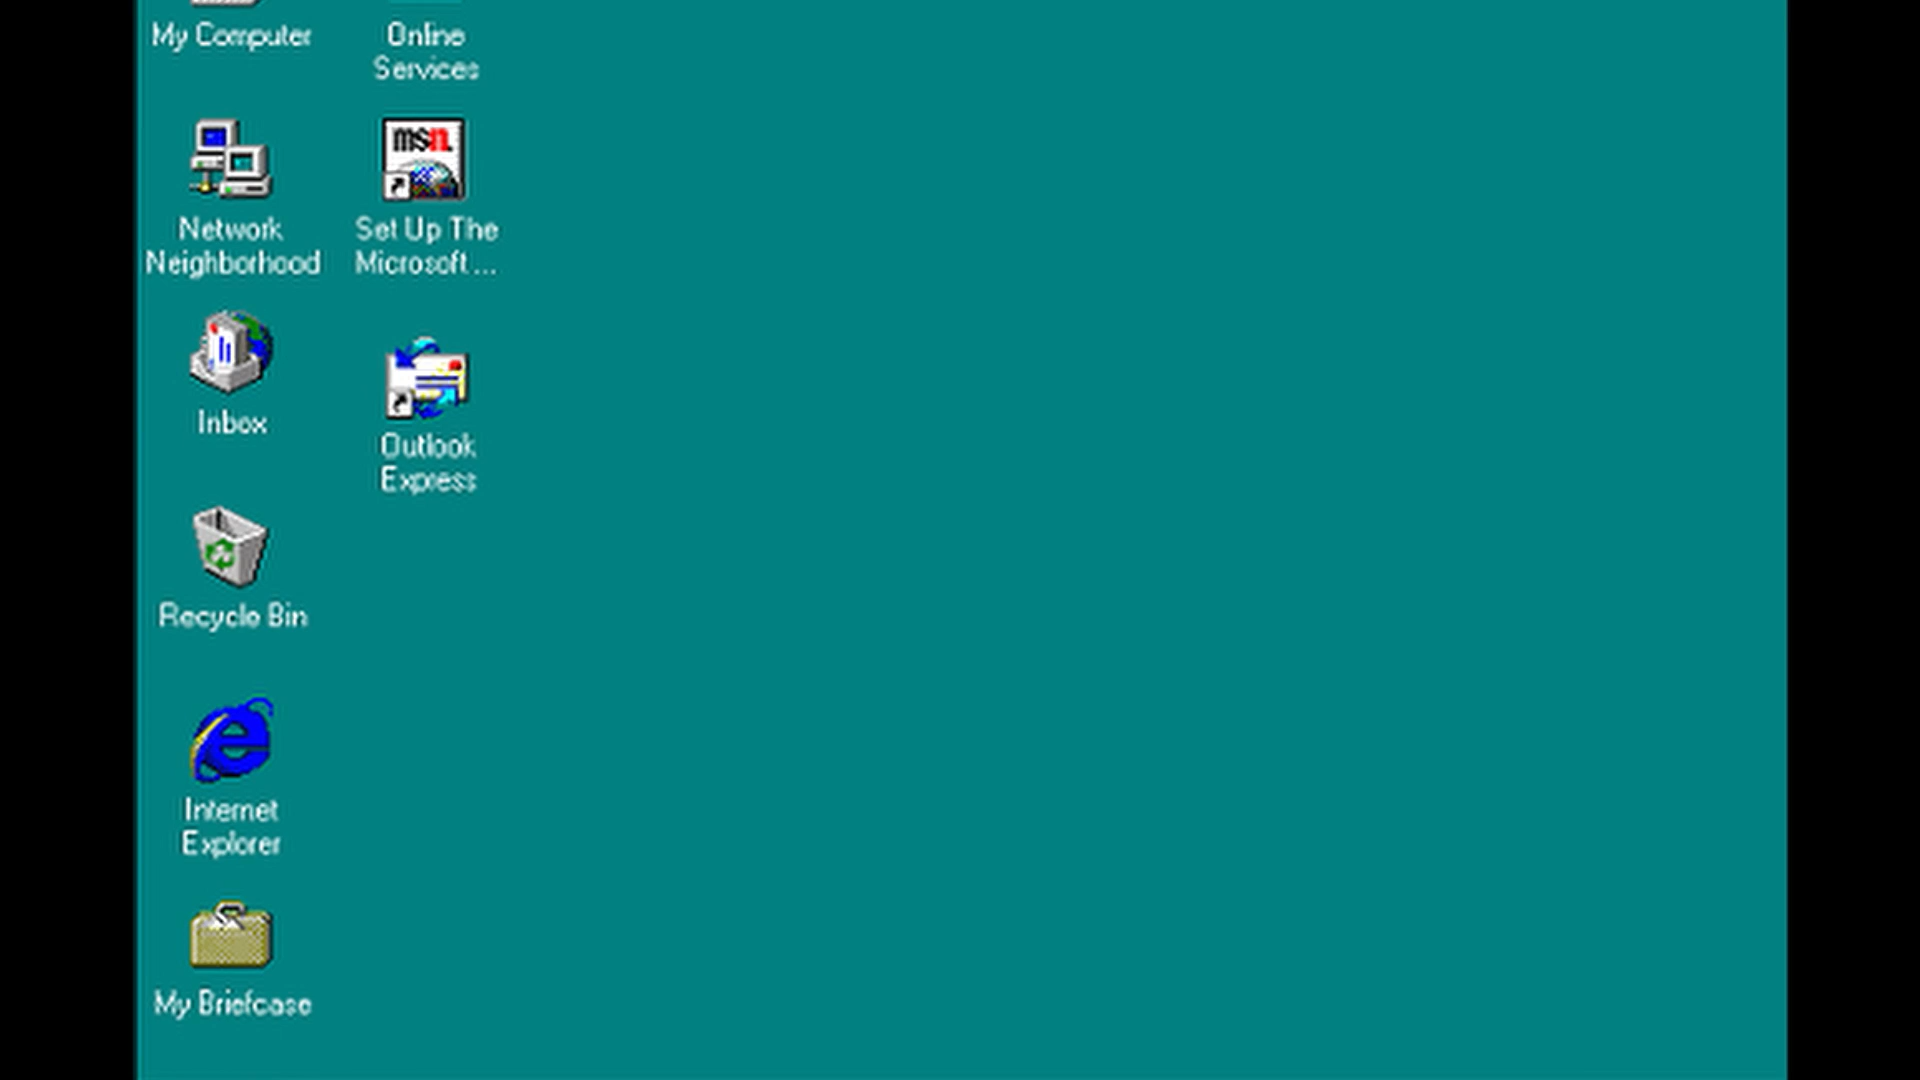 My Computer
Online
Services
msn.
Network
Neighborhood
Set Up The
Microsoft ...
Inbox
Outlook
Express
Recycle Bin
Internet
Explorer
My Briefcase